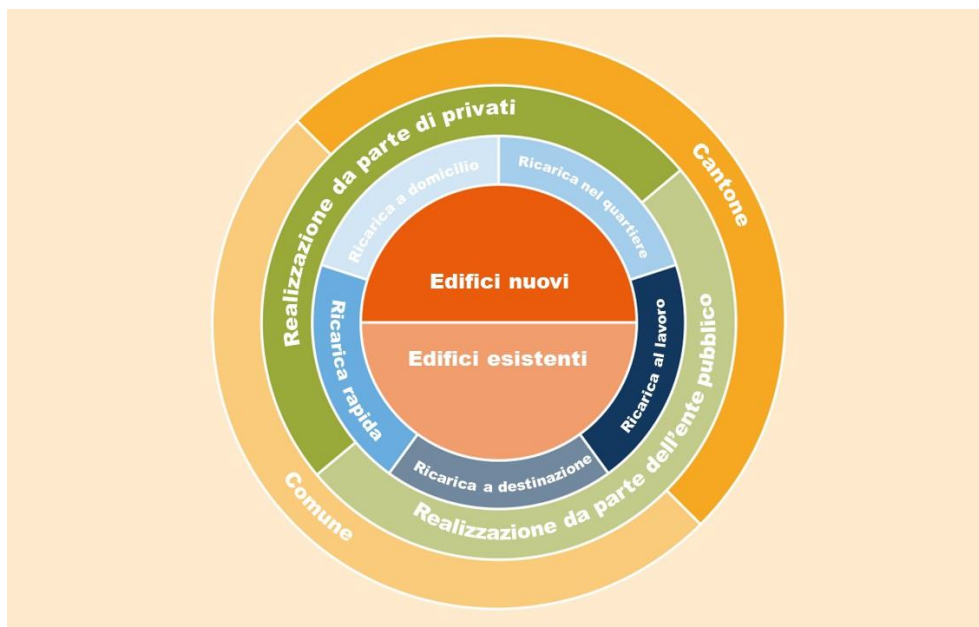 Cantone
Comune
Realizzazione da parte di privati
Realizzazione da parte dell'ente pubblico
Ricarica a domicilio
Ricarica nel quartiere
Ricarica al lavoro
Ricarica a destinazione
Ricarica rapida
Edifici nuovi
Edifici esistenti